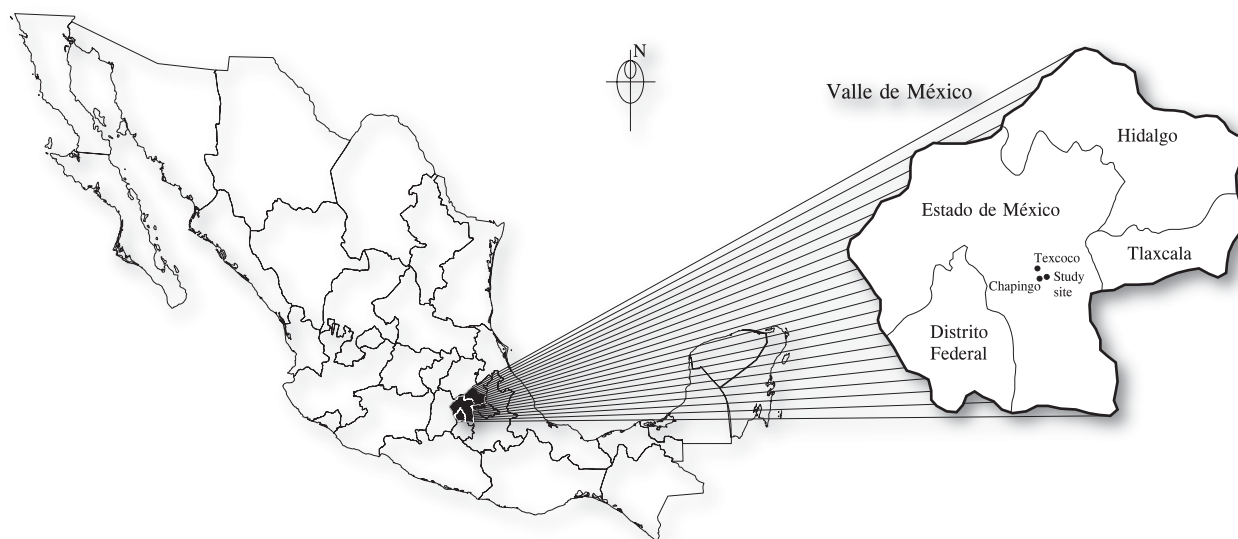 N
Valle de México
Hidalgo
Estado de México
Tlaxcala
Texcoco
Chapingo
Study
site
Distrito
Federal